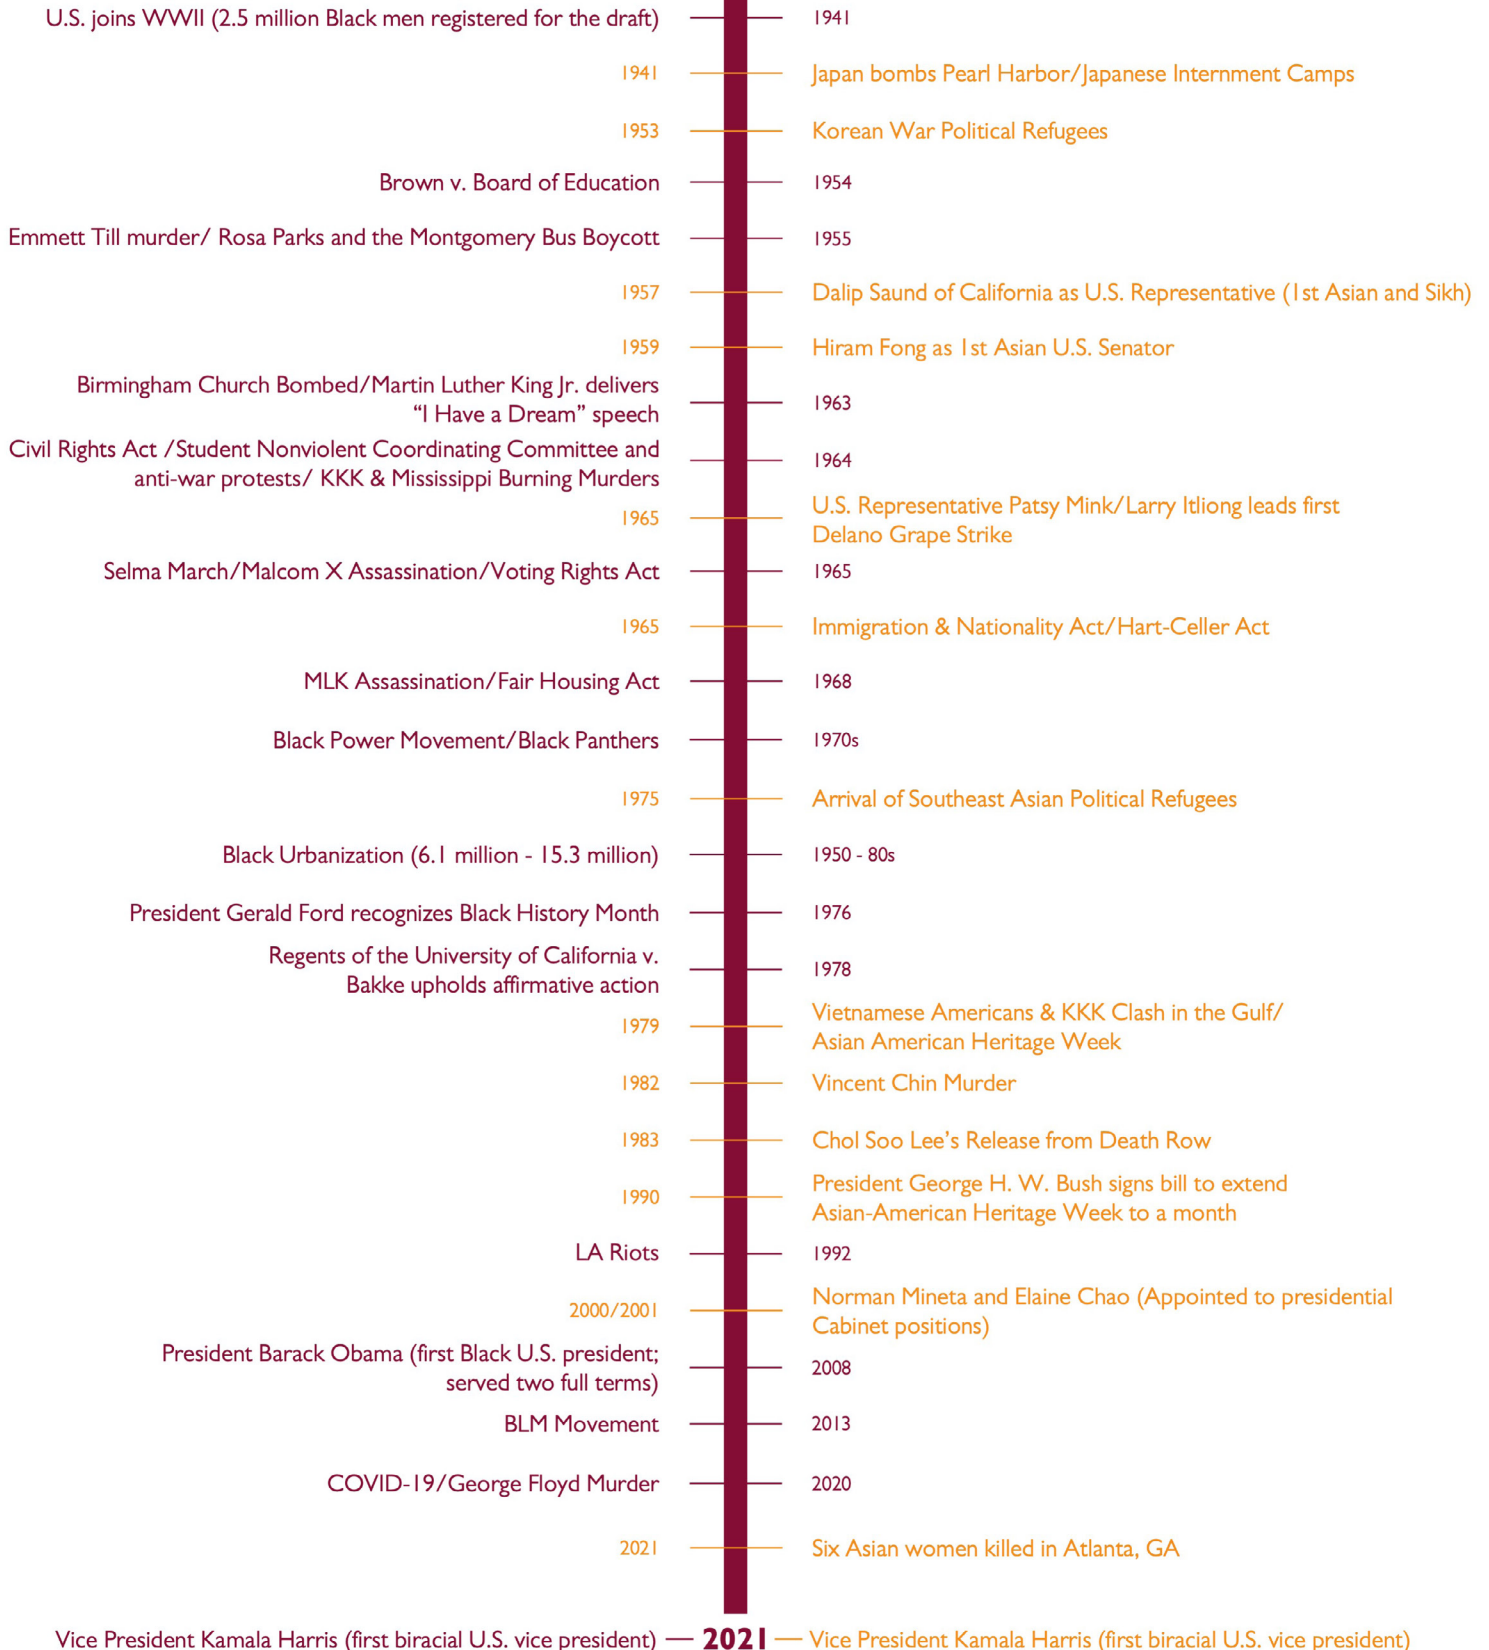 U.S. joins WWII (2.5 million Black men registered for the draft) 1941
1941 Japan bombs Pearl Harbor/Japanese Internment Camps
1953 Korean War Political Refugees
Brown v. Board of Education 1954
Emmett Till murder/ Rosa Parks and the Montgomery Bus Boycott 1955
1957 Dalip Saund of California as U.S. Representative (1st Asian and Sikh)
1959 Hiram Fong as 1st Asian U.S. Senator
Birmingham Church Bombed/Martin Luther King Jr. delivers
“I Have a Dream” speech
1963
Civil Rights Act /Student Nonviolent Coordinating Committee and
anti-war protests/ KKK & Mississippi Burning Murders
1964
1965
U.S. Representative Patsy Mink/Larry Itliong leads first
Delano Grape Strike
Selma March/Malcom X Assassination/Voting Rights Act 1965
1965 Immigration & Nationality Act/Hart-Celler Act
MLK Assassination/Fair Housing Act 1968
Black Power Movement/Black Panthers 1970s
1975 Arrival of Southeast Asian Political Refugees
Black Urbanization (6.1 million - 15.3 million) 1950 - 80s
President Gerald Ford recognizes Black History Month 1976
Regents of the University of California v.
Bakke upholds affirmative action
1978
1979
Vietnamese Americans & KKK Clash in the Gulf/
Asian American Heritage Week
1982 Vincent Chin Murder
1983 Chol Soo Lee’s Release from Death Row
1990
President George H. W. Bush signs bill to extend
Asian-American Heritage Week to a month
LA Riots 1992
2000/2001
Norman Mineta and Elaine Chao (Appointed to presidential
Cabinet positions)
President Barack Obama (first Black U.S. president;
served two full terms)
2008
BLM Movement 2013
COVID-19/George Floyd Murder 2020
2021 Six Asian women killed in Atlanta, GA
Vice President Kamala Harris (first biracial U.S. vice president) — 2021 — Vice President Kamala Harris (first biracial U.S. vice president)